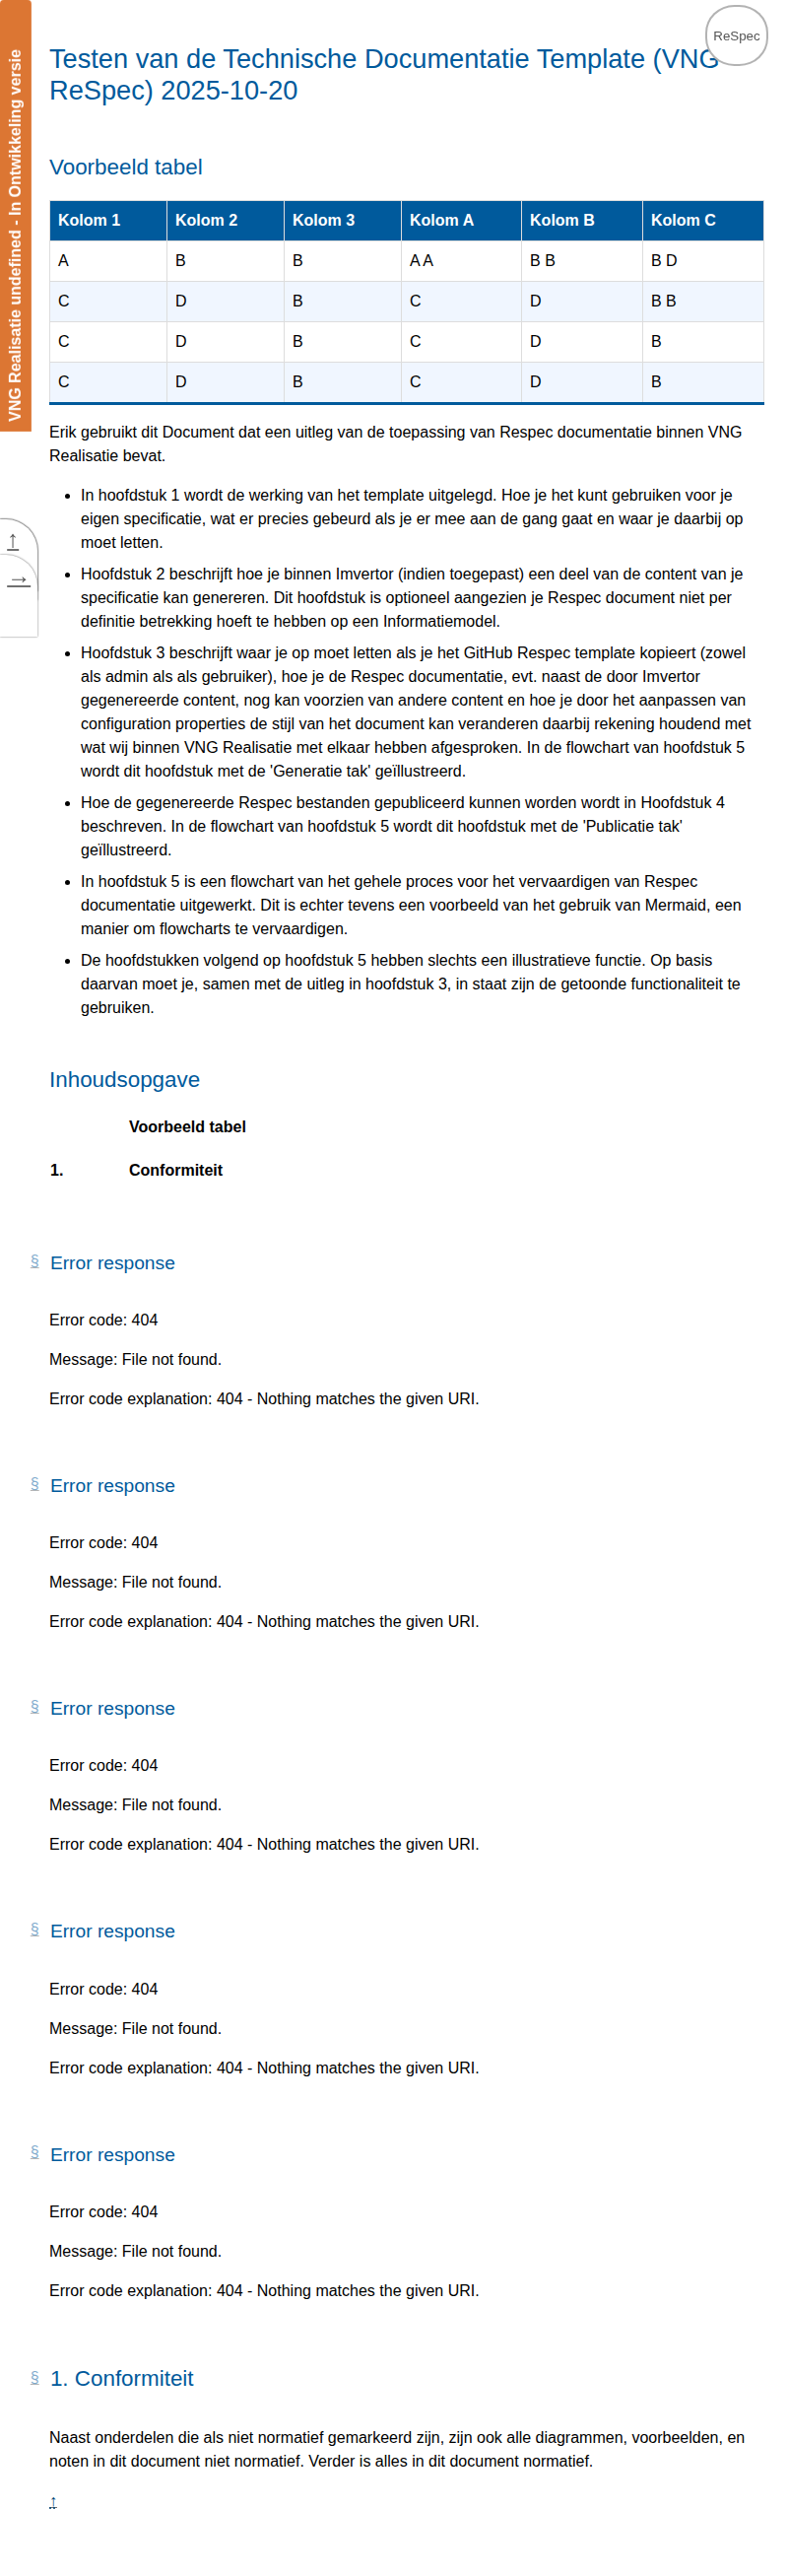 ReSpec
VNG Realisatie undefined - In Ontwikkeling versie
Testen van de Technische Documentatie Template (VNG
ReSpec) 2025-10-20
Voorbeeld tabel
Kolom 1 Kolom 2 Kolom 3 Kolom A Kolom B Kolom C
A B B A A B B B D
C D B C D B B
C D B C D B
C D B C D B
Erik gebruikt dit Document dat een uitleg van de toepassing van Respec documentatie binnen VNG
Realisatie bevat.
• In hoofdstuk 1 wordt de werking van het template uitgelegd. Hoe je het kunt gebruiken voor je
eigen specificatie, wat er precies gebeurd als je er mee aan de gang gaat en waar je daarbij op
moet letten.
• Hoofdstuk 2 beschrijft hoe je binnen Imvertor (indien toegepast) een deel van de content van je
specificatie kan genereren. Dit hoofdstuk is optioneel aangezien je Respec document niet per
definitie betrekking hoeft te hebben op een Informatiemodel.
• Hoofdstuk 3 beschrijft waar je op moet letten als je het GitHub Respec template kopieert (zowel
als admin als als gebruiker), hoe je de Respec documentatie, evt. naast de door Imvertor
gegenereerde content, nog kan voorzien van andere content en hoe je door het aanpassen van
configuration properties de stijl van het document kan veranderen daarbij rekening houdend met
wat wij binnen VNG Realisatie met elkaar hebben afgesproken. In de flowchart van hoofdstuk 5
wordt dit hoofdstuk met de 'Generatie tak' geïllustreerd.
• Hoe de gegenereerde Respec bestanden gepubliceerd kunnen worden wordt in Hoofdstuk 4
beschreven. In de flowchart van hoofdstuk 5 wordt dit hoofdstuk met de 'Publicatie tak'
geïllustreerd.
• In hoofdstuk 5 is een flowchart van het gehele proces voor het vervaardigen van Respec
documentatie uitgewerkt. Dit is echter tevens een voorbeeld van het gebruik van Mermaid, een
manier om flowcharts te vervaardigen.
• De hoofdstukken volgend op hoofdstuk 5 hebben slechts een illustratieve functie. Op basis
daarvan moet je, samen met de uitleg in hoofdstuk 3, in staat zijn de getoonde functionaliteit te
gebruiken.
↑
→
Inhoudsopgave
Voorbeeld tabel
1. Conformiteit
§ Error response
Error code: 404
Message: File not found.
Error code explanation: 404 - Nothing matches the given URI.
§ Error response
Error code: 404
Message: File not found.
Error code explanation: 404 - Nothing matches the given URI.
§ Error response
Error code: 404
Message: File not found.
Error code explanation: 404 - Nothing matches the given URI.
§ Error response
Error code: 404
Message: File not found.
Error code explanation: 404 - Nothing matches the given URI.
§ Error response
Error code: 404
Message: File not found.
Error code explanation: 404 - Nothing matches the given URI.
§ 1. Conformiteit
Naast onderdelen die als niet normatief gemarkeerd zijn, zijn ook alle diagrammen, voorbeelden, en
noten in dit document niet normatief. Verder is alles in dit document normatief.
↑